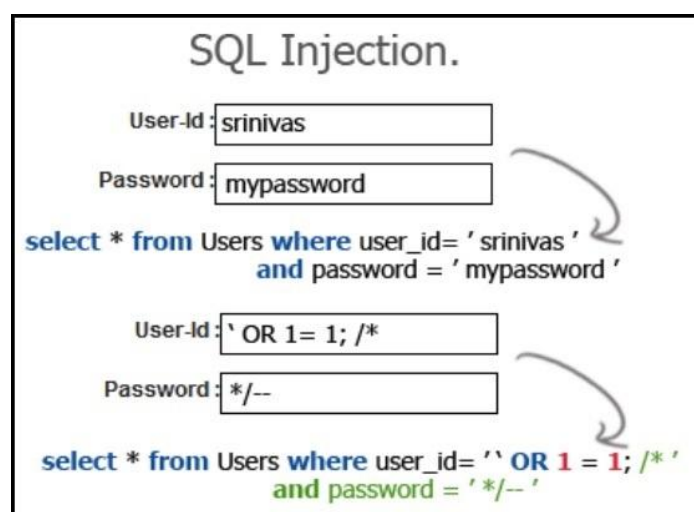 SQL Injection.
User-Id : srinivas
Password : mypassword
select * from Users where user_id= ' srinivas '
and password = ' mypassword '
User-Id : ` OR 1= 1; /*
Password : */--
select * from Users where user_id= '` OR 1 = 1; /* '
and password = ' */-- '